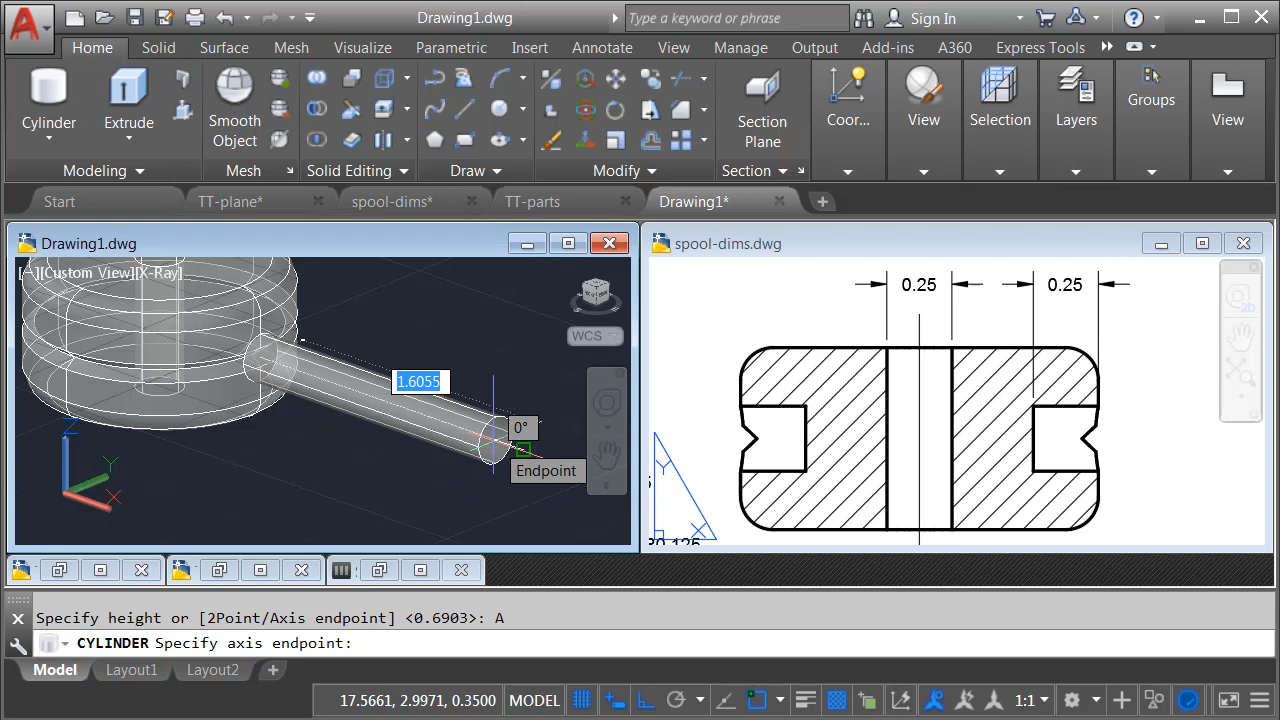 Drawing1.dwg
Type a keyword or phrase
Sign In
Home Solid Surface Mesh Visualize Parametric Insert Annotate View Manage Output Add-ins A360 Express Tools
Cylinder
Extrude
Smooth
Object
Section
Plane
Coor...
View
Selection
Layers
Groups
View
Modeling Mesh Solid Editing Draw Modify Section
Start TT-plane* spool-dims* TT-parts Drawing1*
Drawing1.dwg
[−][Custom View][X-Ray]
WCS
1.6055
0°
Endpoint
Z
Y
X
spool-dims.dwg
0.25 0.25
2D
Y
X
Specify height or [2Point/Axis endpoint] <0.6903>: A
CYLINDER Specify axis endpoint:
Model Layout1 Layout2
17.5661, 2.9971, 0.3500 MODEL 1:1